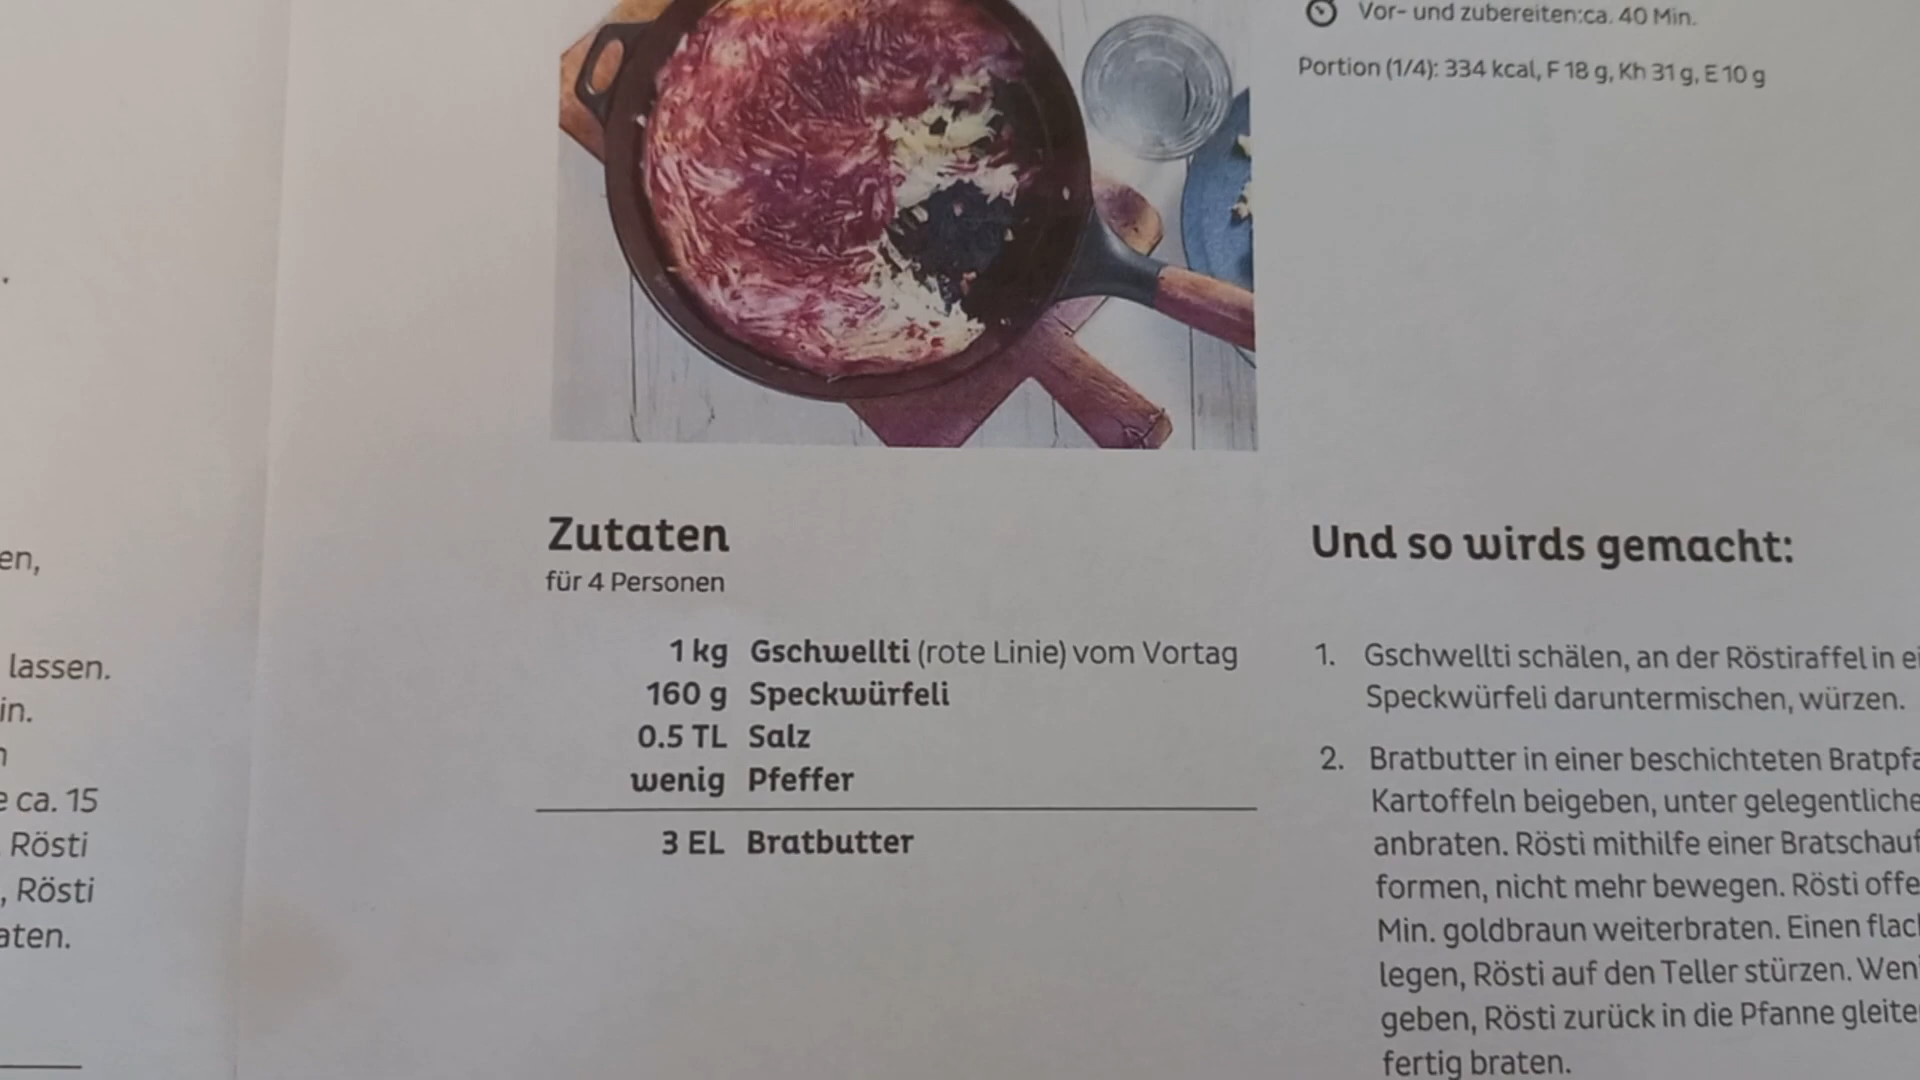 Vor- und zubereiten:ca. 40 Min.
Portion (1/4): 334 kcal, F 18 g, Kh 31 g, E 10 g
en,
lassen.
in.
n
e ca. 15
Rösti
, Rösti
aten.
Zutaten
für 4 Personen
1 kg Gschwellti (rote Linie) vom Vortag
160 g Speckwürfeli
0.5 TL Salz
wenig Pfeffer
3 EL Bratbutter
Und so wirds gemacht:
1. Gschwellti schälen, an der Röstiraffel in ei
Speckwürfeli daruntermischen, würzen.
2. Bratbutter in einer beschichteten Bratpfa
Kartoffeln beigeben, unter gelegentliche
anbraten. Rösti mithilfe einer Bratschauf
formen, nicht mehr bewegen. Rösti offe
Min. goldbraun weiterbraten. Einen flach
legen, Rösti auf den Teller stürzen. Weni
geben, Rösti zurück in die Pfanne gleite
fertig braten.